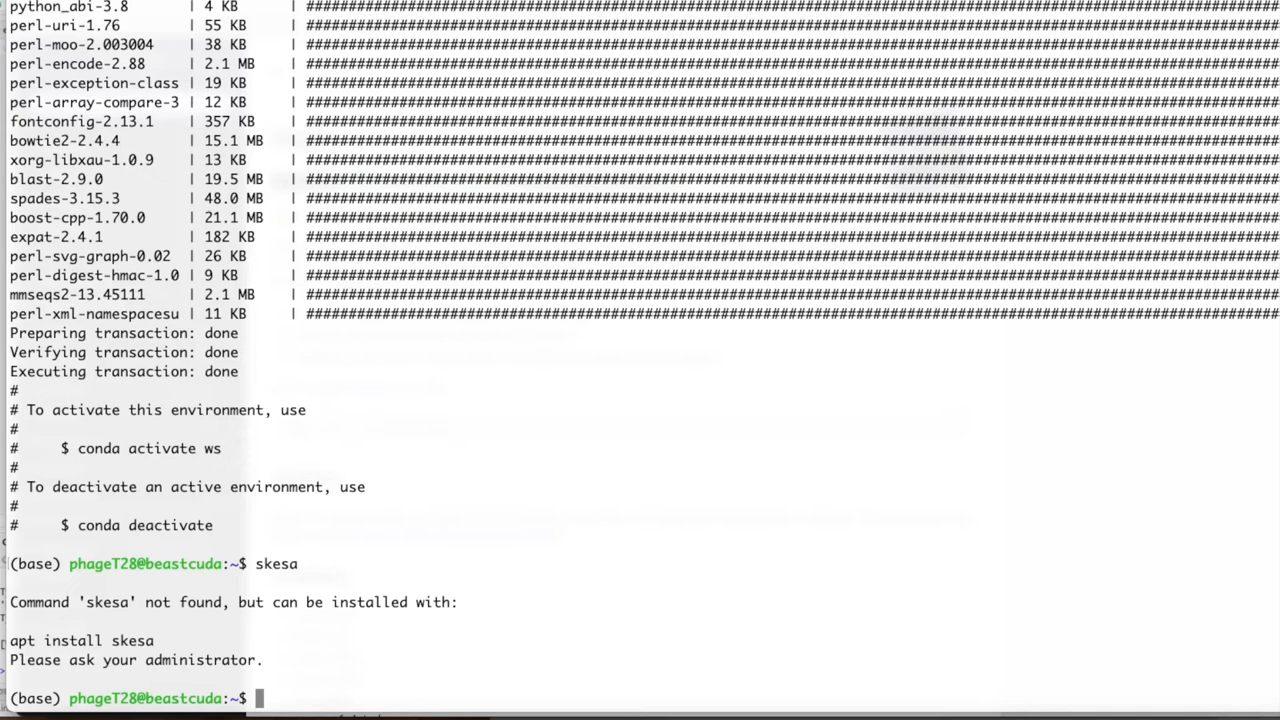 python_abi-3.8 | 4 KB | ####################################################################################################################
perl-uri-1.76 | 55 KB | ####################################################################################################################
perl-moo-2.003004 | 38 KB | ####################################################################################################################
perl-encode-2.88 | 2.1 MB | ####################################################################################################################
perl-exception-class | 19 KB | ####################################################################################################################
perl-array-compare-3 | 12 KB | ####################################################################################################################
fontconfig-2.13.1 | 357 KB | ####################################################################################################################
bowtie2-2.4.4 | 15.1 MB | ####################################################################################################################
xorg-libxau-1.0.9 | 13 KB | ####################################################################################################################
blast-2.9.0 | 19.5 MB | ####################################################################################################################
spades-3.15.3 | 48.0 MB | ####################################################################################################################
boost-cpp-1.70.0 | 21.1 MB | ####################################################################################################################
expat-2.4.1 | 182 KB | ####################################################################################################################
perl-svg-graph-0.02 | 26 KB | ####################################################################################################################
perl-digest-hmac-1.0 | 9 KB | ####################################################################################################################
mmseqs2-13.45111 | 2.1 MB | ####################################################################################################################
perl-xml-namespacesu | 11 KB | ####################################################################################################################
Preparing transaction: done
Verifying transaction: done
Executing transaction: done
#
# To activate this environment, use
#
# $ conda activate ws
#
# To deactivate an active environment, use
#
# $ conda deactivate
(base) phageT28@beastcuda:~$ skesa
Command 'skesa' not found, but can be installed with:
apt install skesa
Please ask your administrator.
(base) phageT28@beastcuda:~$